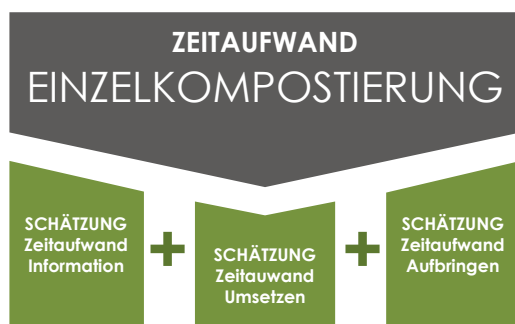 ZEITAUFWAND
EINZELKOMPOSTIERUNG
SCHÄTZUNG
Zeitaufwand
Information
+
SCHÄTZUNG
Zeitauwand
Umsetzen
+
SCHÄTZUNG
Zeitaufwand
Aufbringen